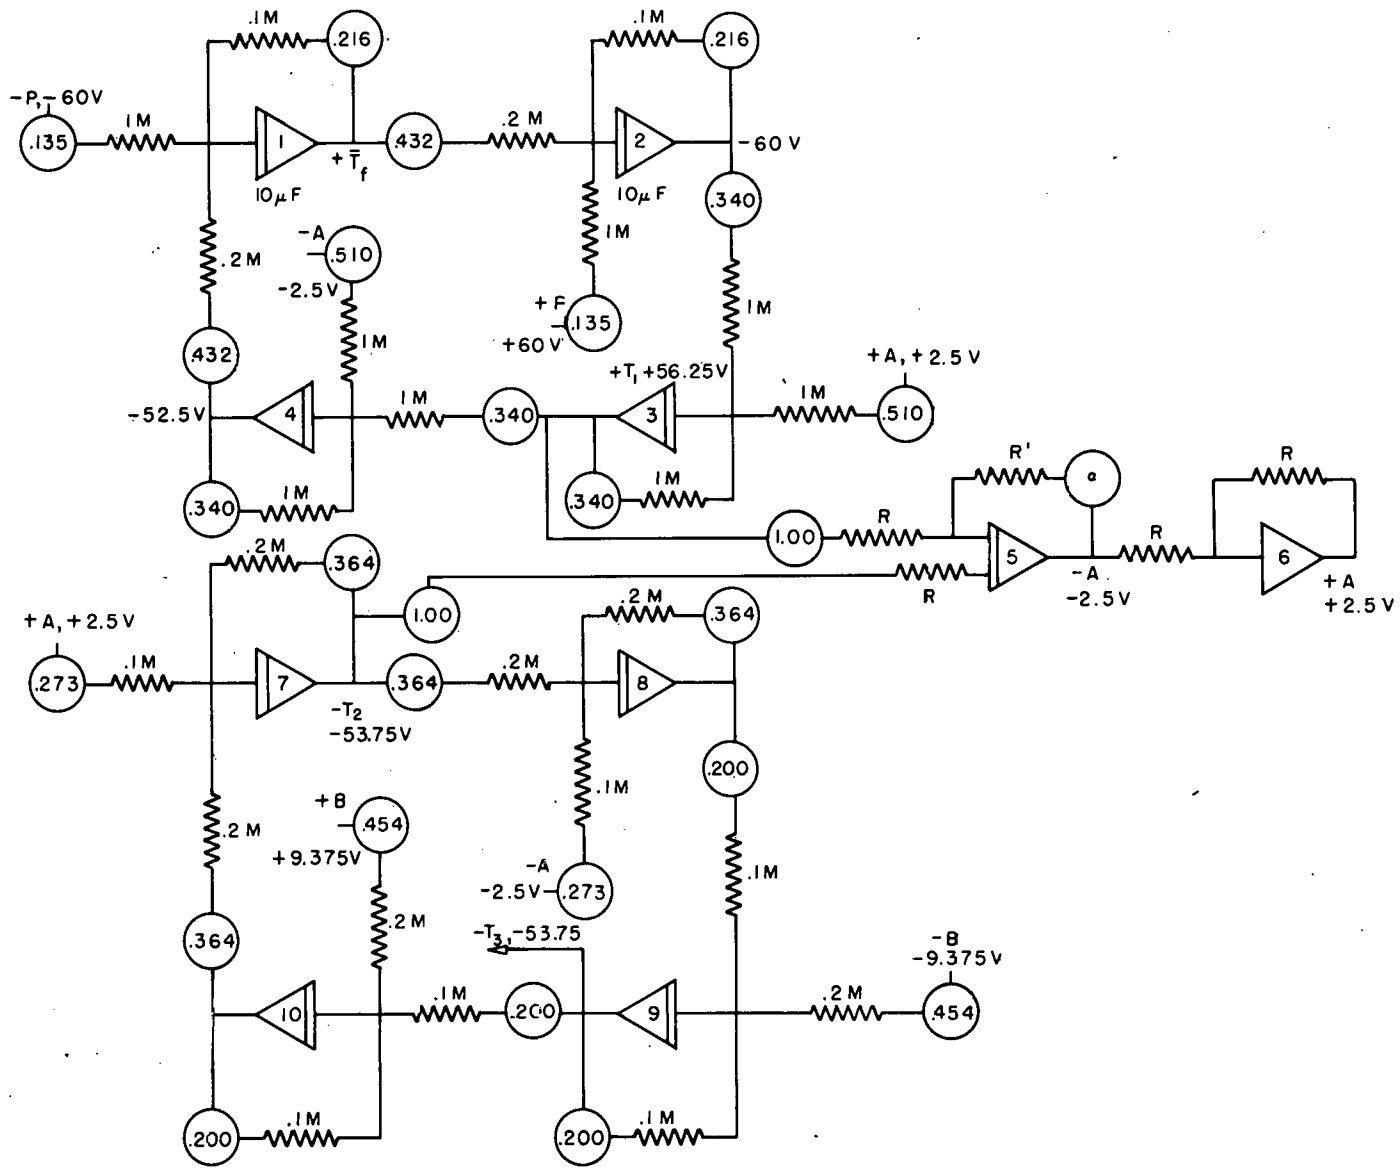 .1M
.216
.1M
.216
-P,-60V
.135
1M
1
+T̿f
10μF
.432
.2M
2
-60V
10μF
.340
.2M
-A
.510
-2.5V
1M
1M
+F
.135
+60V
1M
.432
+T1 +56.25V
+A, +2.5V
-52.5V
4
1M
.340
3
1M
.510
.340
1M
.340
1M
R'
a
R
1.00
R
5
R
6
-A
-2.5V
+A
+2.5V
.2M
.364
1.00
R
+A, +2.5V
.273
.1M
7
-T2
-53.75V
.364
.2M
.2M
.364
8
.200
.1M
.2M
+B
.454
+9.375V
-A
-2.5V
.273
.1M
.2M
.364
-T3, -53.75
-B
-9.375V
10
.1M
.200
9
.2M
.454
.200
.1M
.200
.1M